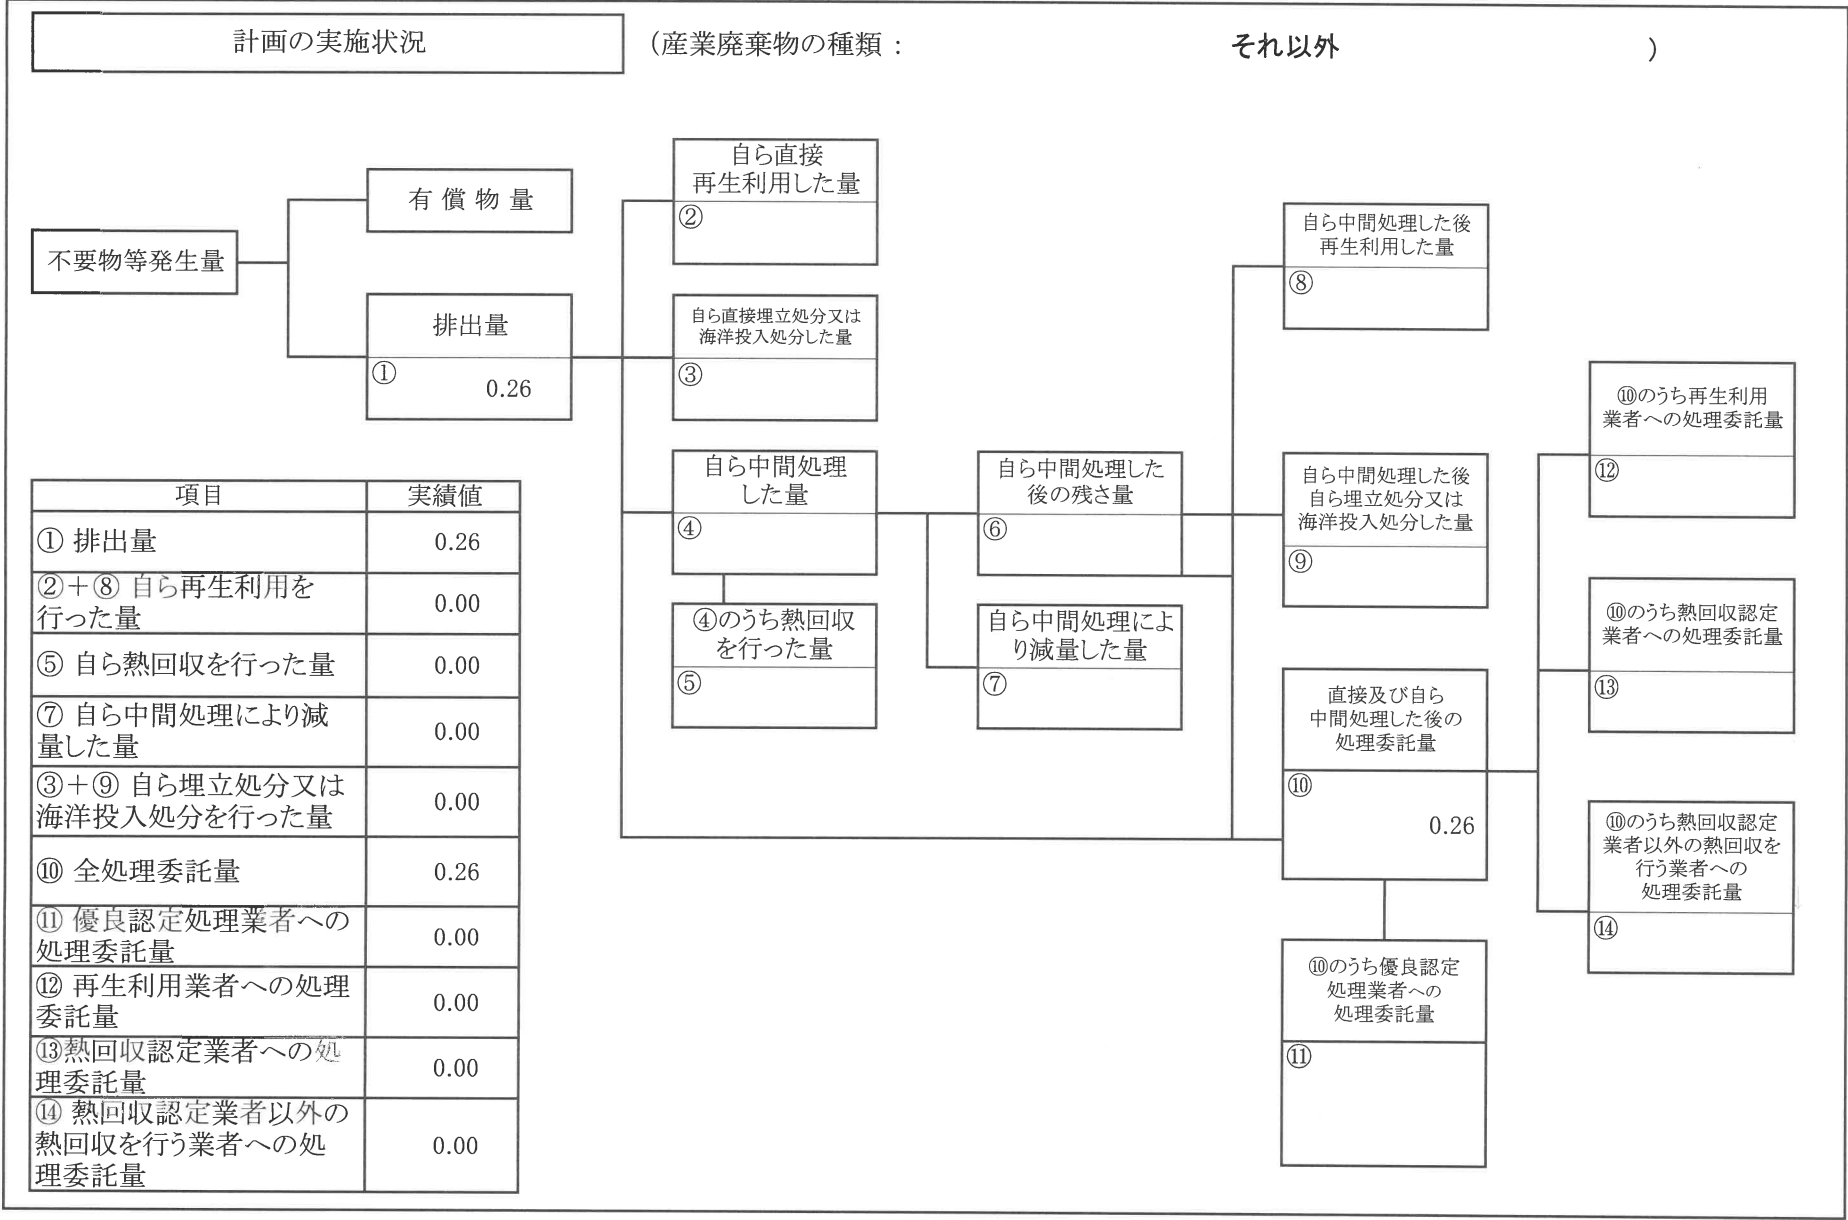 計画の実施状況
（産業廃棄物の種類： それ以外 ）
有償物量
不要物等発生量
排出量
①
0.26
自ら直接
再生利用した量
②
自ら直接埋立処分又は
海洋投入処分した量
③
自ら中間処理
した量
④
④のうち熱回収
を行った量
⑤
自ら中間処理した
後の残さ量
⑥
自ら中間処理によ
り減量した量
⑦
自ら中間処理した後
再生利用した量
⑧
自ら中間処理した後
自ら埋立処分又は
海洋投入処分した量
⑨
直接及び自ら
中間処理した後の
処理委託量
⑩
0.26
⑩のうち優良認定
処理業者への
処理委託量
⑪
⑩のうち再生利用
業者への処理委託量
⑫
⑩のうち熱回収認定
業者への処理委託量
⑬
⑩のうち熱回収認定
業者以外の熱回収を
行う業者への
処理委託量
⑭
項目 実績値
① 排出量 0.26
②＋⑧ 自ら再生利用を
行った量 0.00
⑤ 自ら熱回収を行った量 0.00
⑦ 自ら中間処理により減
量した量 0.00
③＋⑨ 自ら埋立処分又は
海洋投入処分を行った量 0.00
⑩ 全処理委託量 0.26
⑪ 優良認定処理業者への
処理委託量 0.00
⑫ 再生利用業者への処理
委託量 0.00
⑬熱回収認定業者への処
理委託量 0.00
⑭ 熱回収認定業者以外の
熱回収を行う業者への処
理委託量 0.00